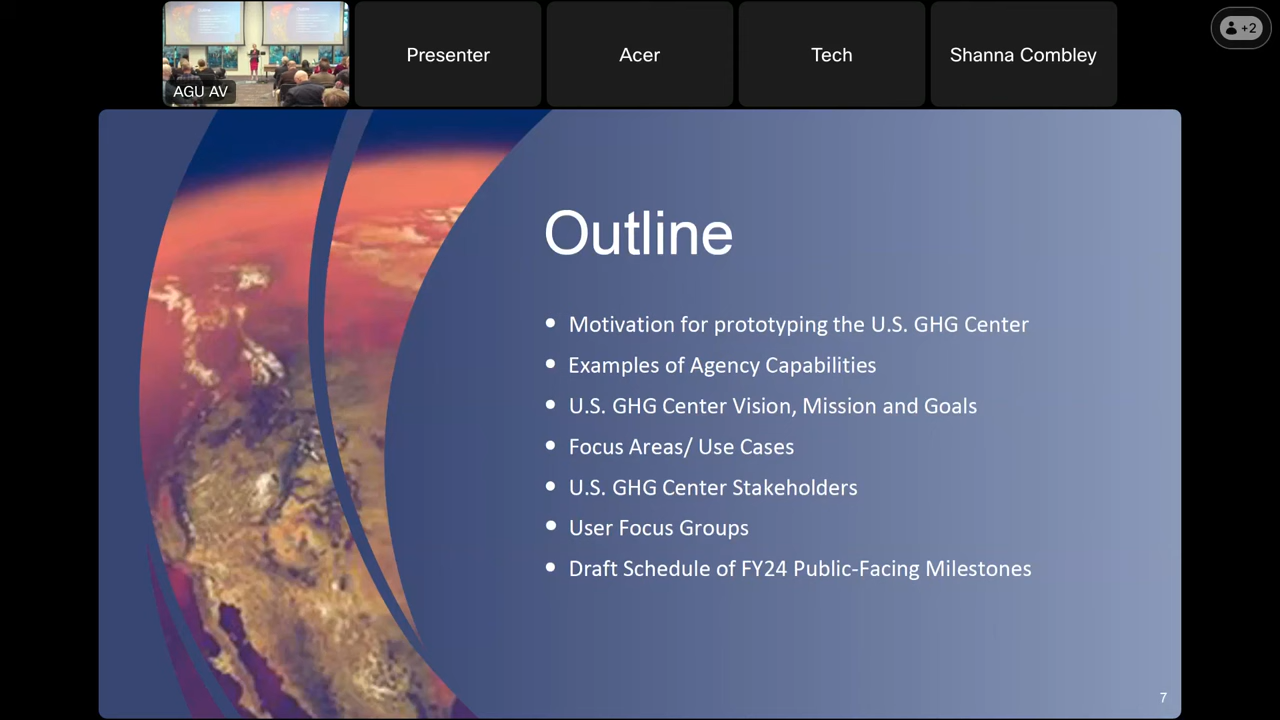 AGU AV
Presenter
Acer
Tech
Shanna Combley
+2
Outline
• Motivation for prototyping the U.S. GHG Center
• Examples of Agency Capabilities
• U.S. GHG Center Vision, Mission and Goals
• Focus Areas/ Use Cases
• U.S. GHG Center Stakeholders
• User Focus Groups
• Draft Schedule of FY24 Public-Facing Milestones
7